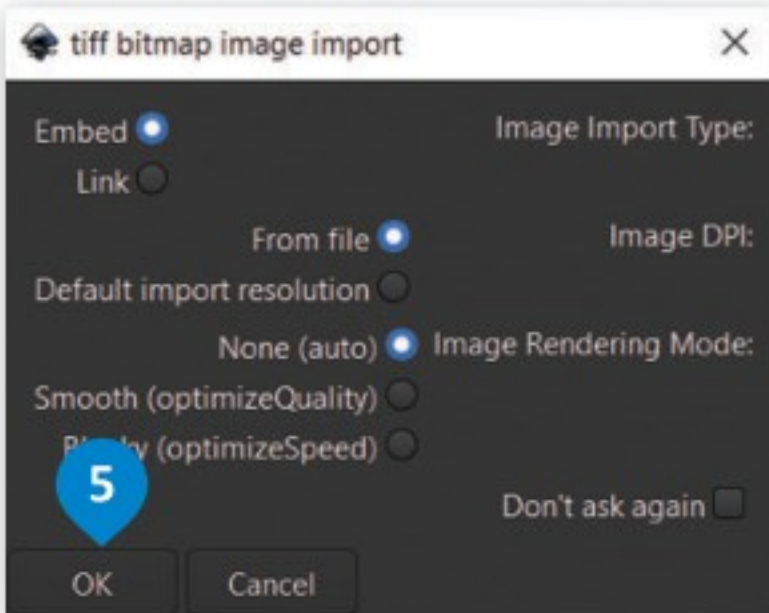 tiff bitmap image import
Image Import Type: Embed
Link
Image DPI: From file
Default import resolution
Image Rendering Mode: None (auto)
Smooth (optimizeQuality)
(optimizeSpeed)
5
Don't ask again
OK Cancel